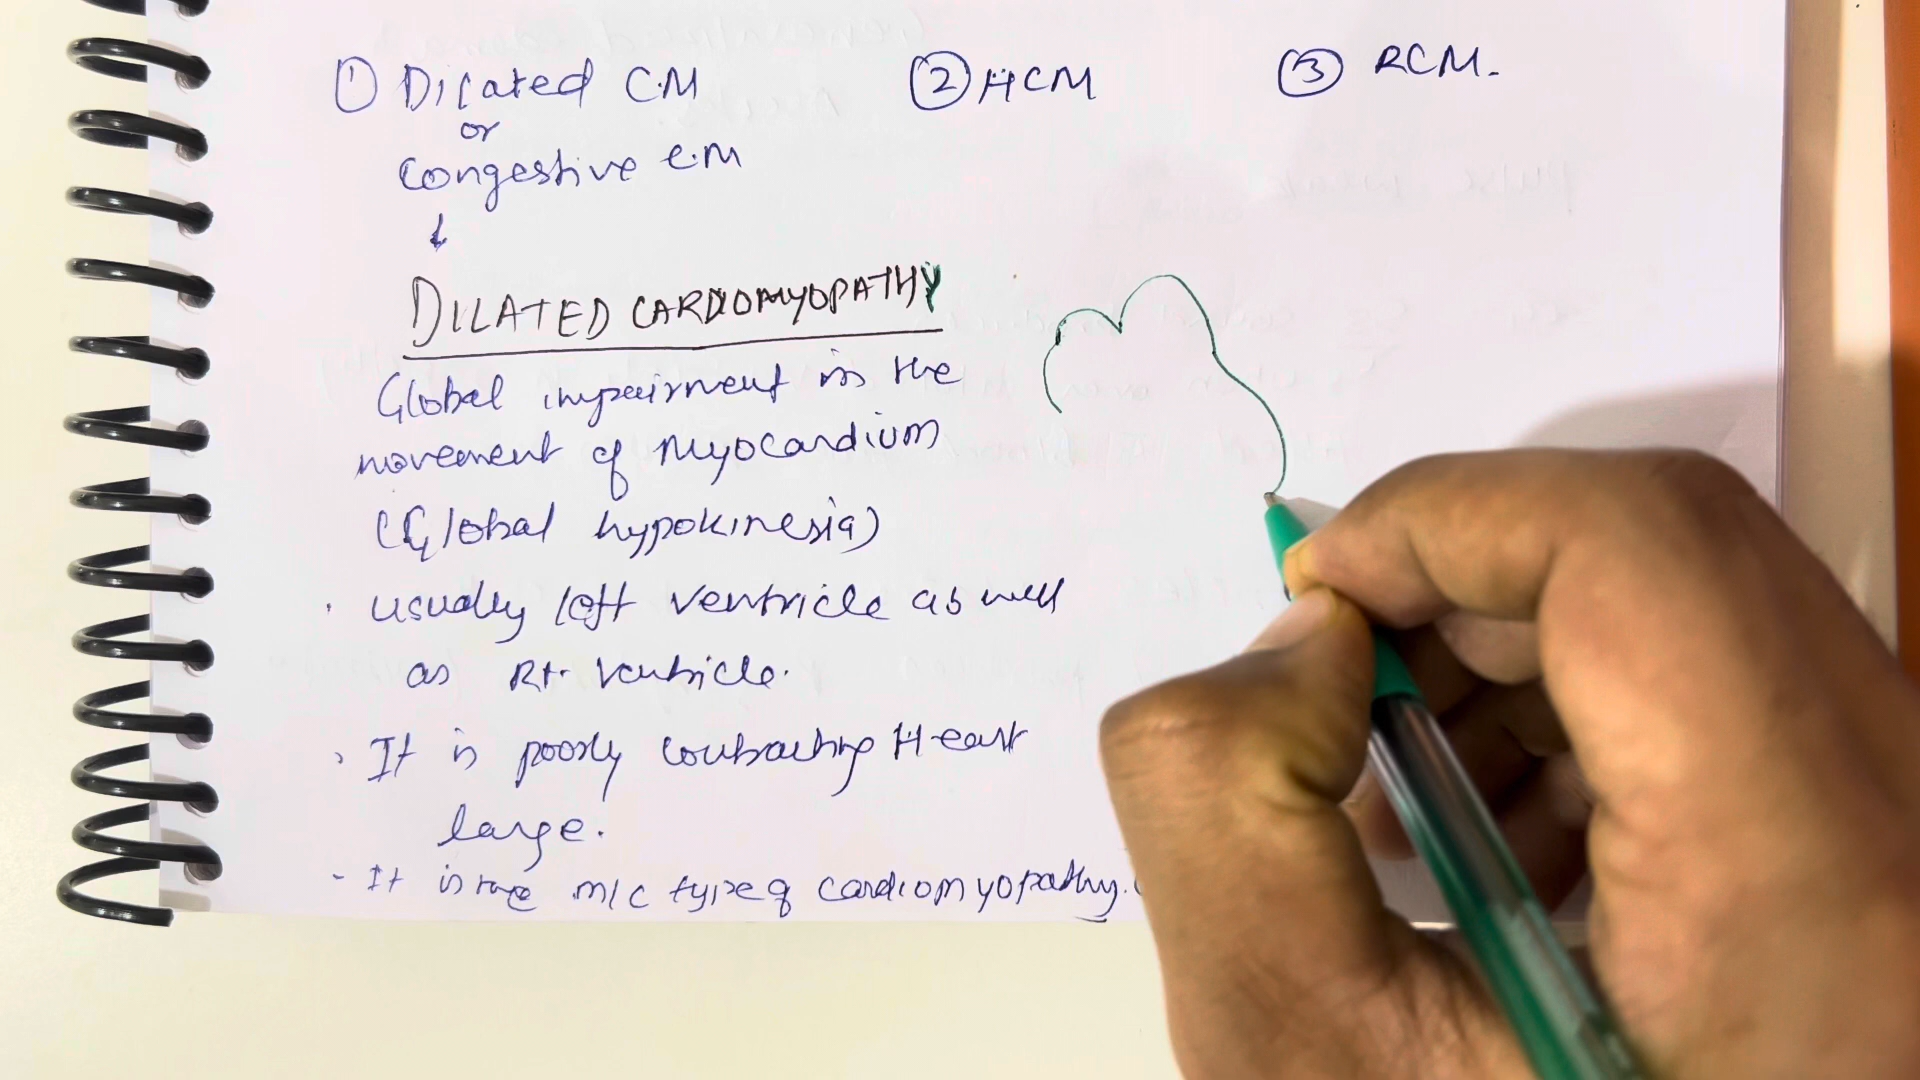 ① Dilated C.M ② HCM ③ RCM.
or
Congestive C.M
↓
DILATED CARDIOMYOPATHY
Global impairment in the
movement of Myocardium
(Global hypokinesia)
· usually left ventricle as well
as Rt. Ventricle.
· It is poorly contracting Heart
large.
- It is the m/c type of cardiomyopathy.